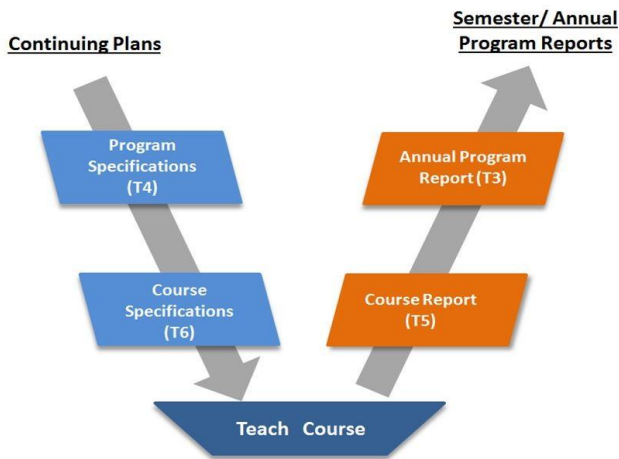 Continuing Plans
Semester/ Annual
Program Reports
Program
Specifications
(T4)
Annual Program
Report (T3)
Course
Specifications
(T6)
Course Report
(T5)
Teach Course